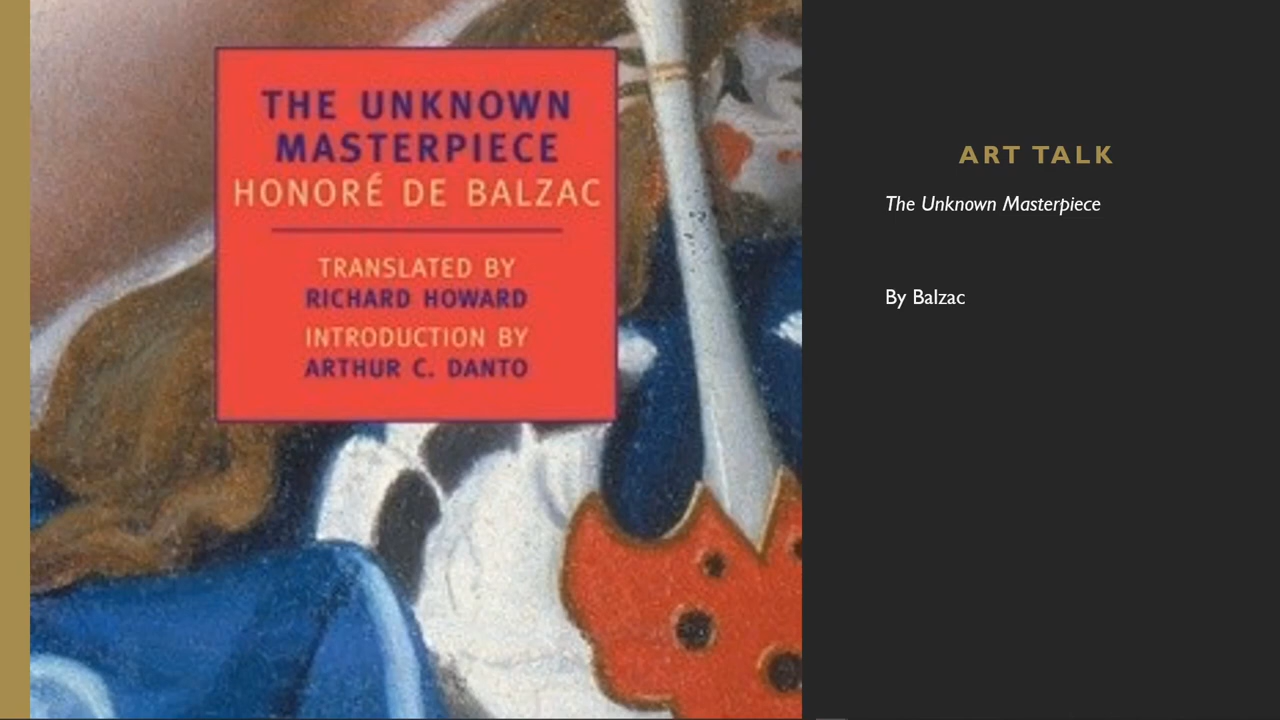 THE UNKNOWN
MASTERPIECE
HONORÉ DE BALZAC
TRANSLATED BY
RICHARD HOWARD
INTRODUCTION BY
ARTHUR C. DANTO
ART TALK
The Unknown Masterpiece
By Balzac